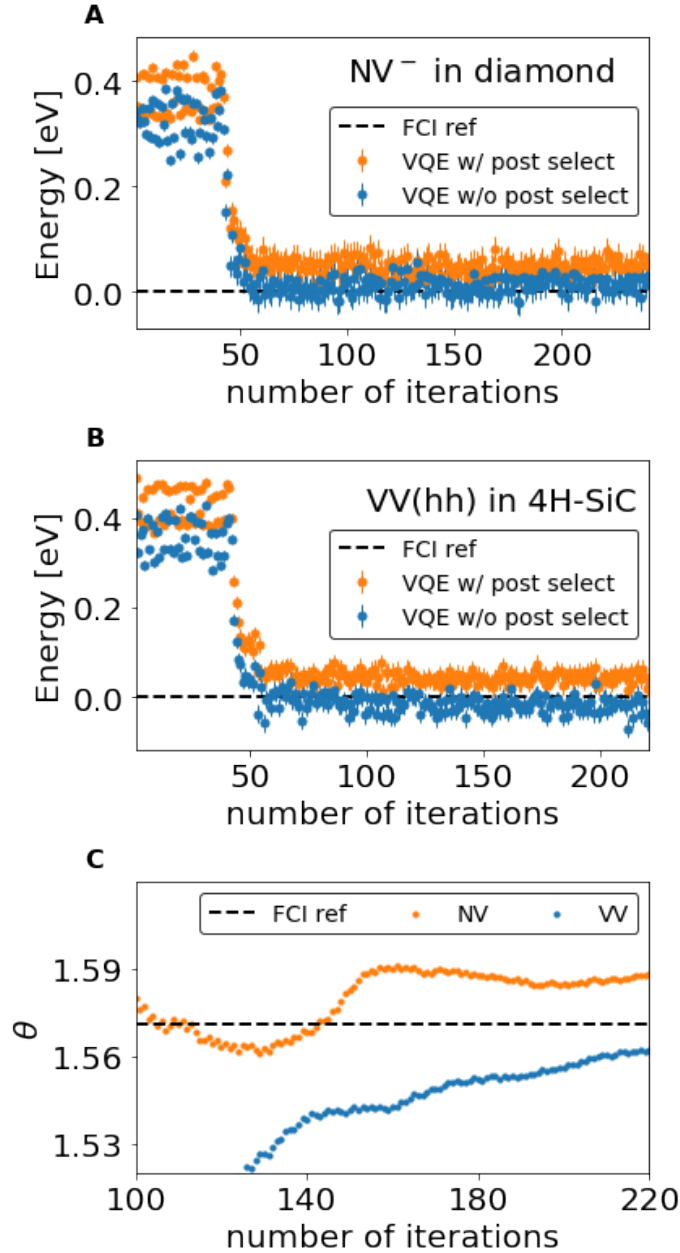 A
NV⁻ in diamond
FCI ref
VQE w/ post select
VQE w/o post select
Energy [eV]
0.4
0.2
0.0
50 100 150 200
number of iterations
B
VV(hh) in 4H-SiC
FCI ref
VQE w/ post select
VQE w/o post select
Energy [eV]
0.4
0.2
0.0
50 100 150 200
number of iterations
C
FCI ref NV VV
θ
1.59
1.56
1.53
100 140 180 220
number of iterations